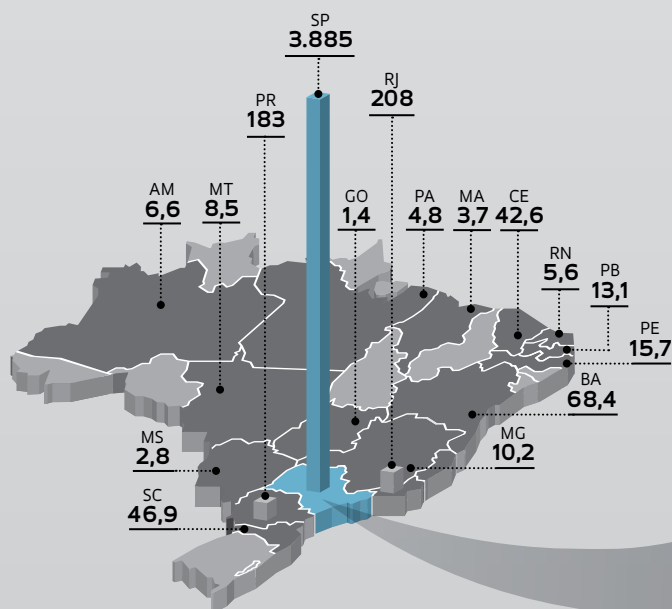 SP
3.885
RJ
208
PR
183
AM
6,6
MT
8,5
GO
1,4
PA
4,8
MA
3,7
CE
42,6
RN
5,6
PB
13,1
PE
15,7
BA
68,4
MG
10,2
MS
2,8
SC
46,9